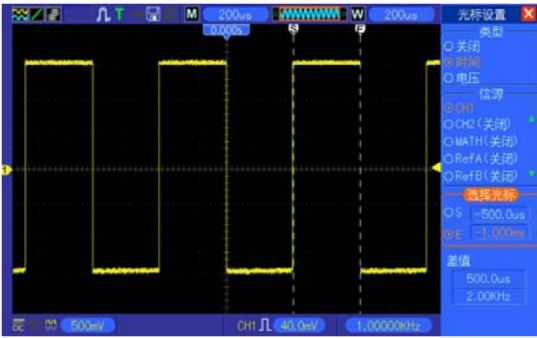 T M 200us W 200us
0.000s
S E
1
光标设置 X
类型
关闭
时间
电压
信源
CH1
CH2(关闭)
MATH(关闭)
RefA(关闭)
RefB(关闭)
选择光标
S -500.0us
E -1.000ms
差值
500.0us
2.00KHz
DC 500mV CH1 40.0mV 1.00000KHz